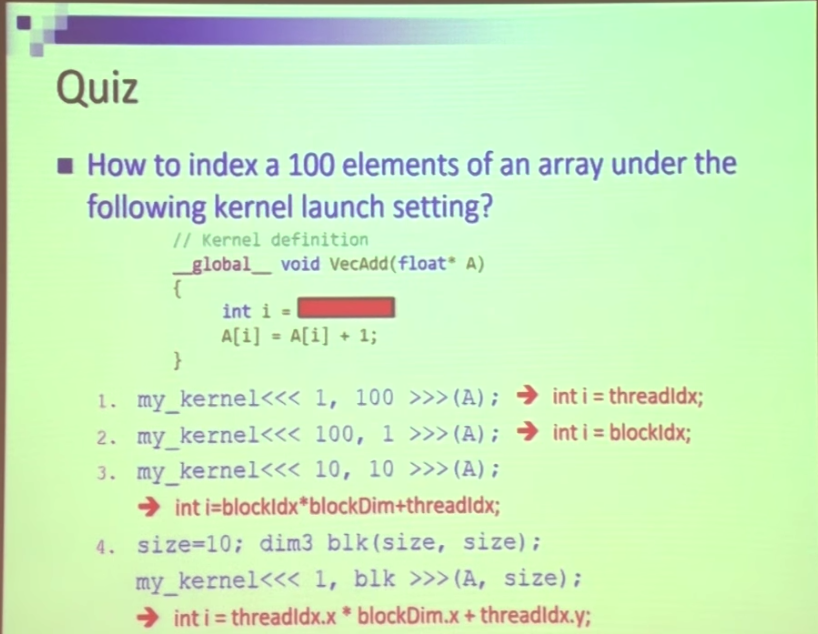 Quiz
How to index a 100 elements of an array under the
following kernel launch setting?
// Kernel definition
__global__ void VecAdd(float* A)
{
int i =
A[i] = A[i] + 1;
}
1. my_kernel<<< 1, 100 >>>(A); ➔ int i = threadIdx;
2. my_kernel<<< 100, 1 >>>(A); ➔ int i = blockIdx;
3. my_kernel<<< 10, 10 >>>(A);
➔ int i=blockIdx*blockDim+threadIdx;
4. size=10; dim3 blk(size, size);
my_kernel<<< 1, blk >>>(A, size);
➔ int i = threadIdx.x * blockDim.x + threadIdx.y;